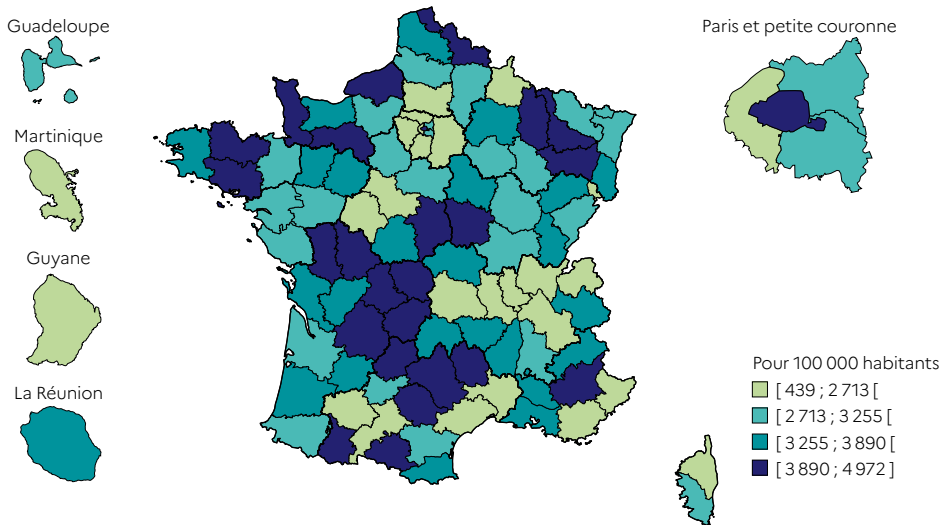 Guadeloupe
Martinique
Guyane
La Réunion
Paris et petite couronne
Pour 100 000 habitants
[ 439 ; 2 713 [
[ 2 713 ; 3 255 [
[ 3 255 ; 3 890 [
[ 3 890 ; 4 972 ]